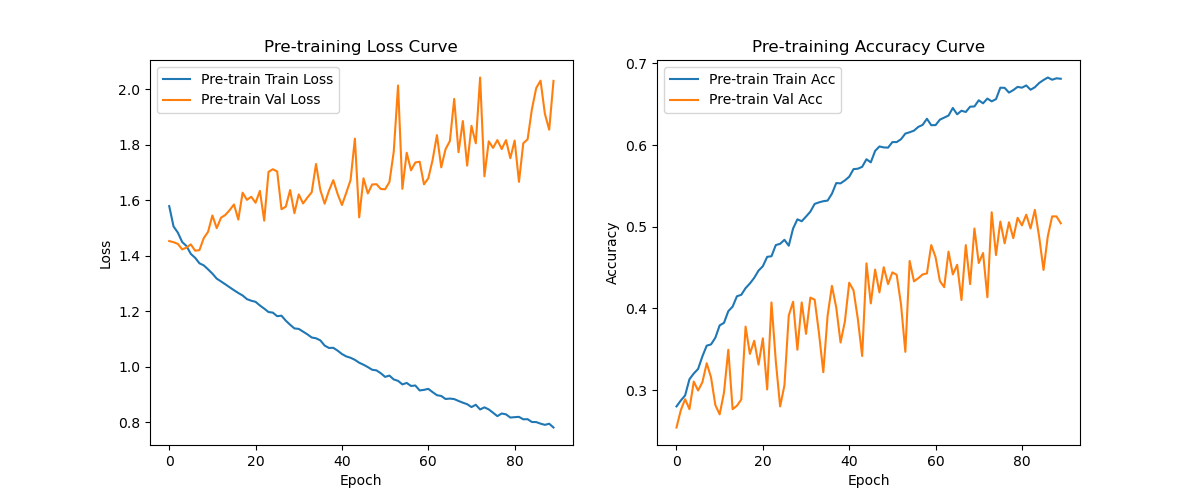 Pre-training Loss Curve
Pre-train Train Loss
Pre-train Val Loss
2.0
1.8
1.6
1.4
1.2
1.0
0.8
Loss
0 20 40 60 80
Epoch
Pre-training Accuracy Curve
Pre-train Train Acc
Pre-train Val Acc
0.7
0.6
0.5
0.4
0.3
Accuracy
0 20 40 60 80
Epoch